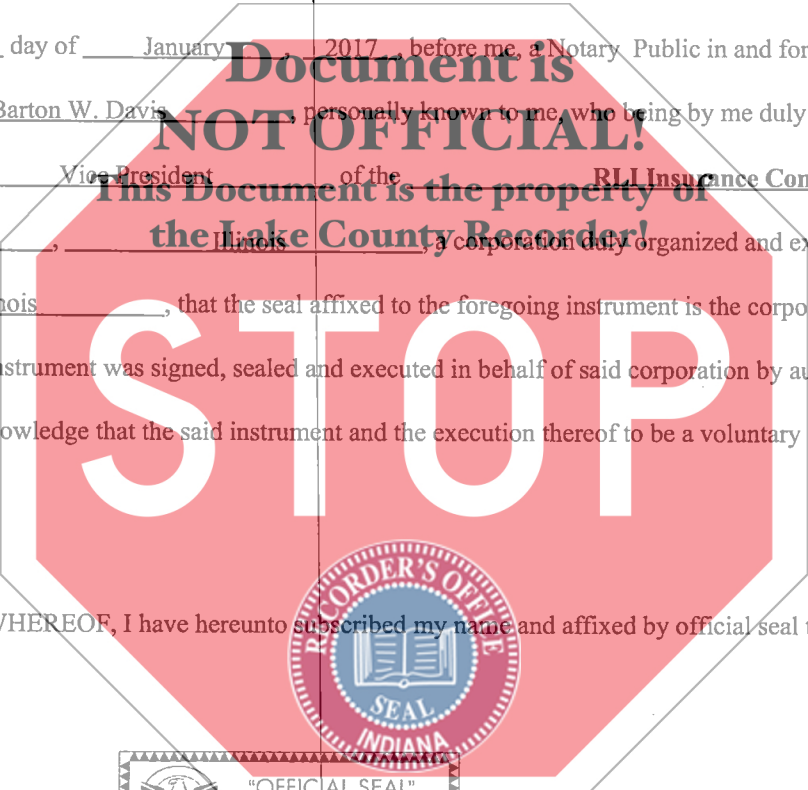 day of January, 2017, before me, a Notary Public in and for
Document is
Barton W. Davis, personally known to me, who being by me duly
NOT OFFICIAL!
Vice President of the RLI Insurance Com
This Document is the property of
the Lake County Recorder!
, Illinois, a corporation duly organized and ex
nois, that the seal affixed to the foregoing instrument is the corpo
STOP
nstrument was signed, sealed and executed in behalf of said corporation by au
owledge that the said instrument and the execution thereof to be a voluntary
RECORDER'S OFFICE
WHEREOF, I have hereunto subscribed my name and affixed by official seal t
SEAL
INDIANA
"OFFICIAL SEAL"